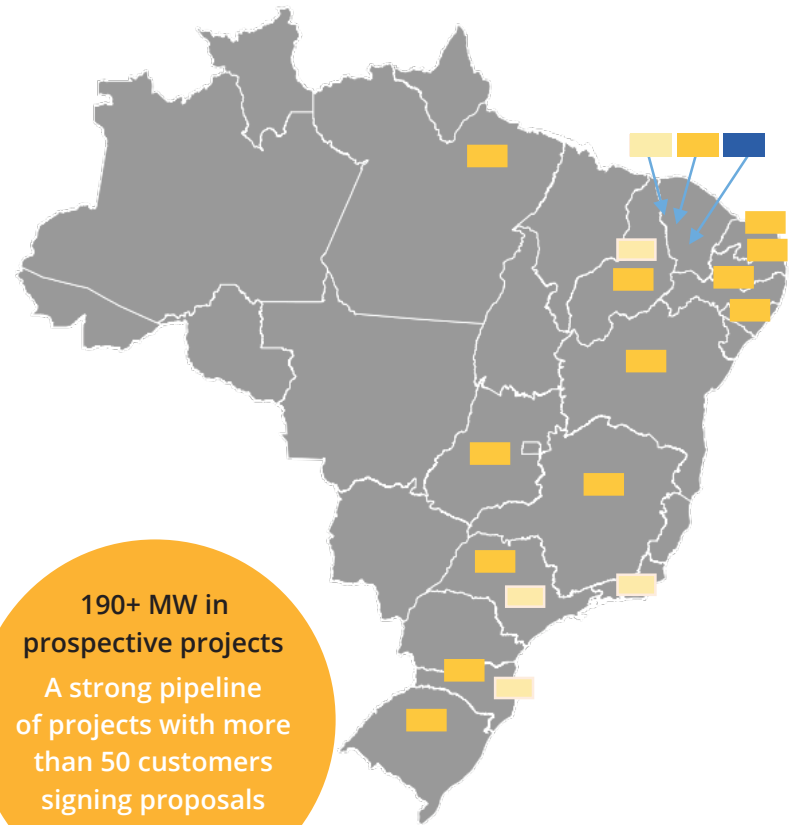 190+ MW in
prospective projects
A strong pipeline
of projects with more
than 50 customers
signing proposals